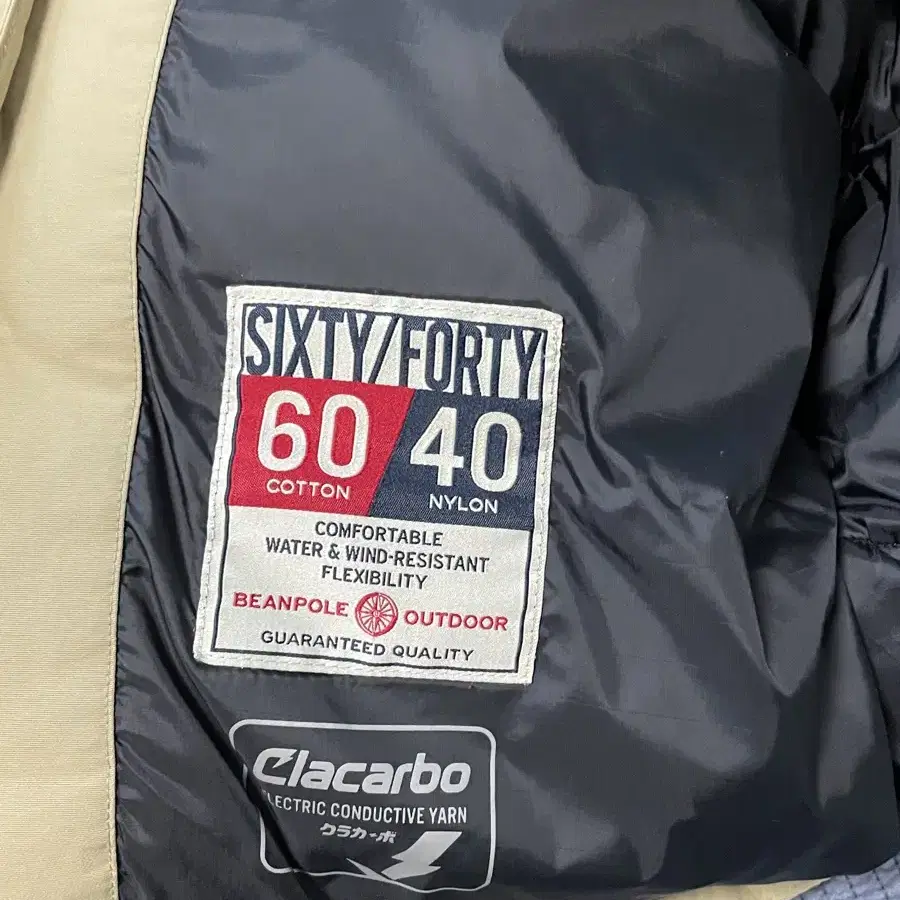 SIXTY/FORTY
60 40
COTTON NYLON
COMFORTABLE
WATER & WIND-RESISTANT
FLEXIBILITY
BEANPOLE OUTDOOR
GUARANTEED QUALITY
Clacarbo
ELECTRIC CONDUCTIVE YARN
クラカーボ